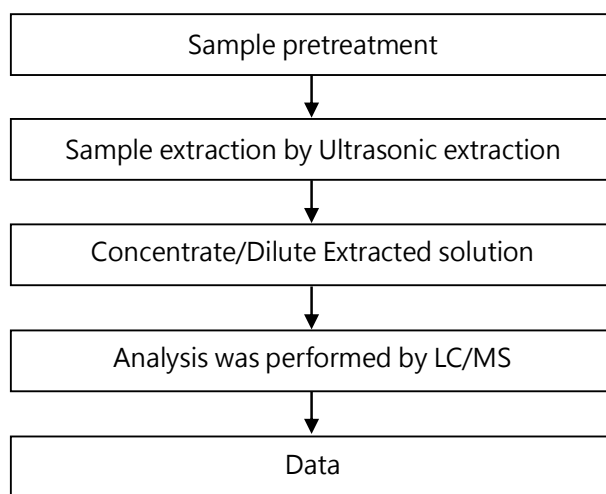 Sample pretreatment
Sample extraction by Ultrasonic extraction
Concentrate/Dilute Extracted solution
Analysis was performed by LC/MS
Data